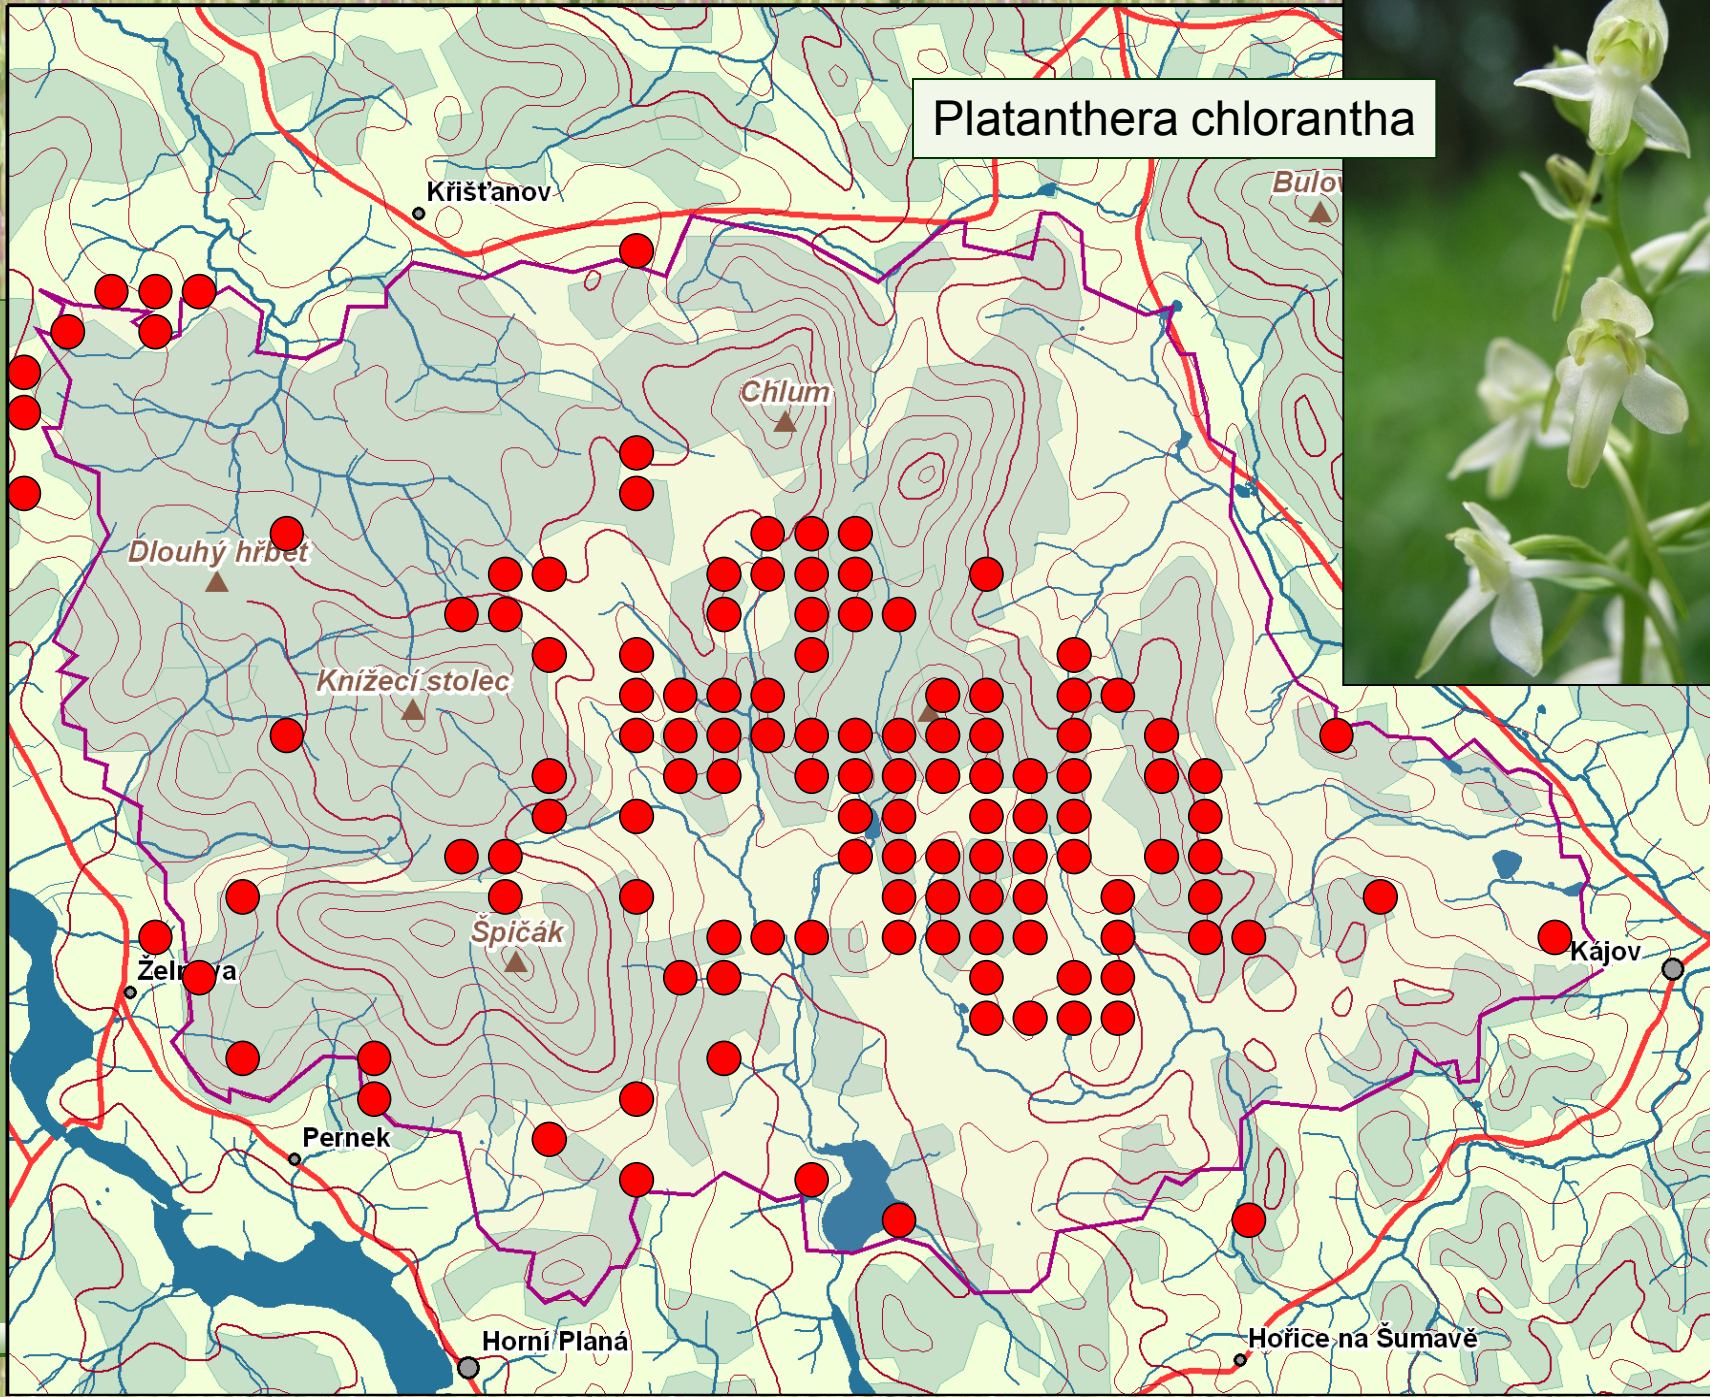 Platanthera chlorantha
Křišťanov
Chlum
Dlouhý hřbet
Knížecí stolec
Špičák
Kájov
Pernek
Horní Planá
Hořice na Šumavě